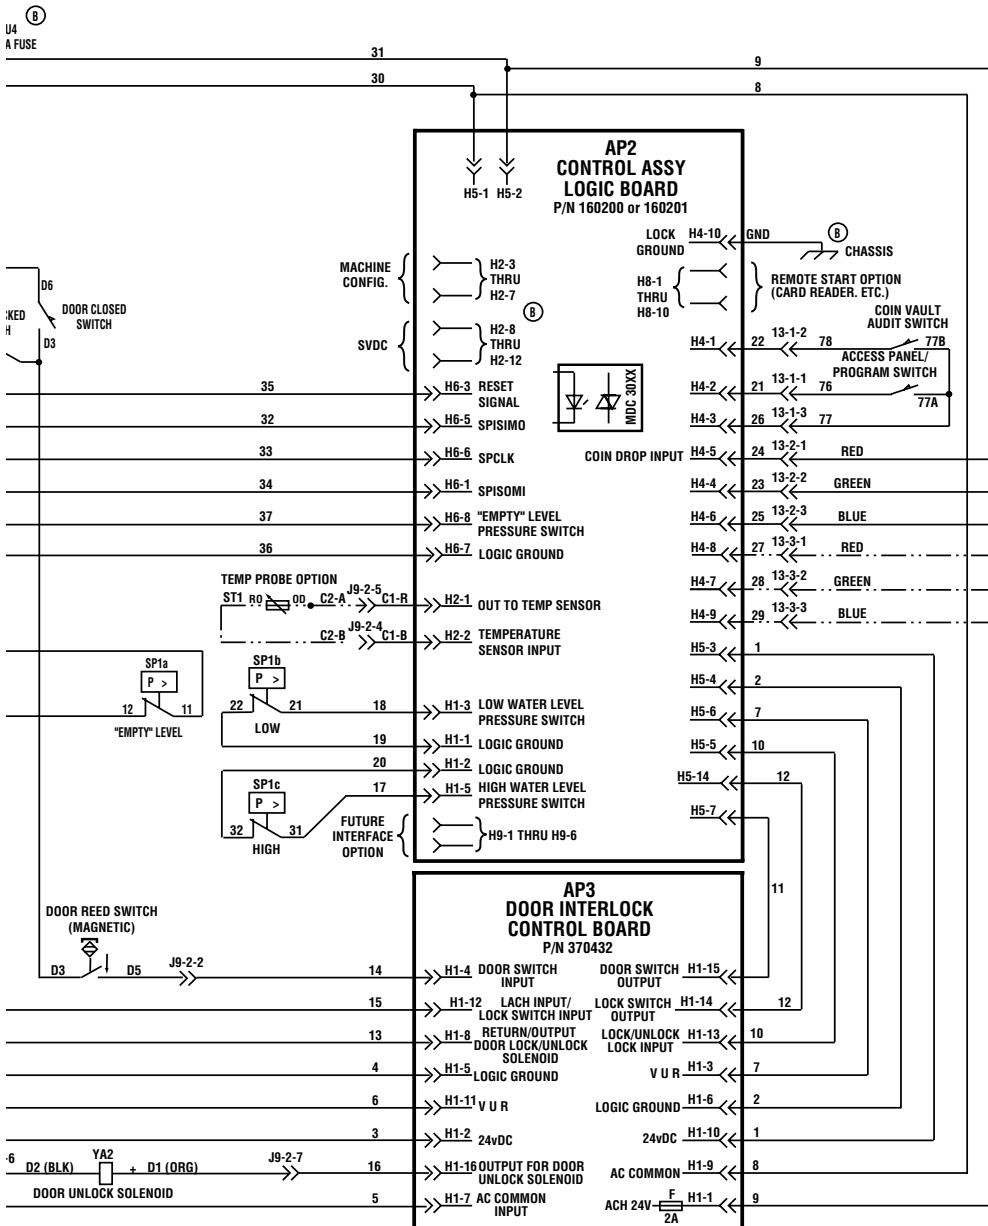 B
U4
A FUSE
31
9
30
8
AP2
CONTROL ASSY
LOGIC BOARD
P/N 160200 or 160201
H5-1 H5-2
LOCK
GROUND
H4-10
GND
B
CHASSIS
MACHINE
CONFIG.
H2-3
THRU
H2-7
H8-1
THRU
H8-10
REMOTE START OPTION
(CARD READER. ETC.)
D6
DOOR CLOSED
SWITCH
D3
CKED
H
B
SVDC
H2-8
THRU
H2-12
COIN VAULT
AUDIT SWITCH
H4-1 22 13-1-2 78 77B
ACCESS PANEL/
PROGRAM SWITCH
MDC 30XX
35 H6-3 RESET
SIGNAL
H4-2 21 13-1-1 76
77A
32 H6-5 SPISIMO
H4-3 26 13-1-3 77
33 H6-6 SPCLK
COIN DROP INPUT H4-5 24 13-2-1 RED
34 H6-1 SPISOMI
H4-4 23 13-2-2 GREEN
37 H6-8 "EMPTY" LEVEL
PRESSURE SWITCH
H4-6 25 13-2-3 BLUE
36 H6-7 LOGIC GROUND
H4-8 27 13-3-1 RED
TEMP PROBE OPTION
H4-7 28 13-3-2 GREEN
ST1 RO OD C2-A J9-2-5 C1-R H2-1 OUT TO TEMP SENSOR
H4-9 29 13-3-3 BLUE
C2-B J9-2-4 C1-B H2-2 TEMPERATURE
SENSOR INPUT
H5-3 1
H5-4 2
SP1a
P >
12 11
"EMPTY" LEVEL
SP1b
P >
22 21
LOW
18 H1-3 LOW WATER LEVEL
PRESSURE SWITCH
H5-6 7
19 H1-1 LOGIC GROUND
H5-5 10
20 H1-2 LOGIC GROUND
H5-14 12
SP1c
P >
32 31
HIGH
17 H1-5 HIGH WATER LEVEL
PRESSURE SWITCH
H5-7
FUTURE
INTERFACE
OPTION
H9-1 THRU H9-6
11
AP3
DOOR INTERLOCK
CONTROL BOARD
P/N 370432
DOOR REED SWITCH
(MAGNETIC)
D3 D5 J9-2-2 14 H1-4 DOOR SWITCH
INPUT
DOOR SWITCH
OUTPUT
H1-15
15 H1-12 LACH INPUT/
LOCK SWITCH INPUT
LOCK SWITCH
OUTPUT
H1-14 12
13 H1-8 RETURN/OUTPUT
DOOR LOCK/UNLOCK
SOLENOID
LOCK/UNLOCK
LOCK INPUT
H1-13 10
4 H1-5 LOGIC GROUND
V U R H1-3 7
6 H1-11 V U R
LOGIC GROUND H1-6 2
3 H1-2 24vDC
24vDC H1-10 1
-6 D2 (BLK) YA2 + D1 (ORG) J9-2-7 16 H1-16 OUTPUT FOR DOOR
UNLOCK SOLENOID
DOOR UNLOCK SOLENOID
AC COMMON H1-9 8
5 H1-7 AC COMMON
INPUT
ACH 24V F H1-1 9
2A